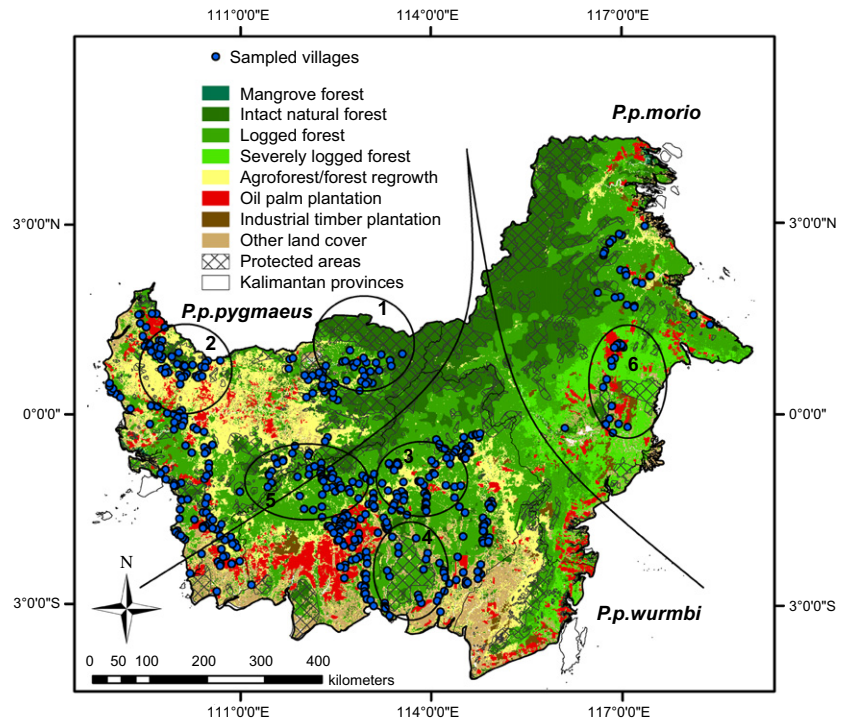 111°0'0"E
114°0'0"E
117°0'0"E
Sampled villages
Mangrove forest
Intact natural forest
Logged forest
Severely logged forest
Agroforest/forest regrowth
Oil palm plantation
Industrial timber plantation
Other land cover
Protected areas
Kalimantan provinces
P.p.morio
3°0'0"N
3°0'0"N
P.p.pygmaeus
1
2
6
0°0'0"
0°0'0"
3
5
4
N
3°0'0"S
3°0'0"S
P.p.wurmbi
0 50 100 200 300 400
kilometers
111°0'0"E
114°0'0"E
117°0'0"E